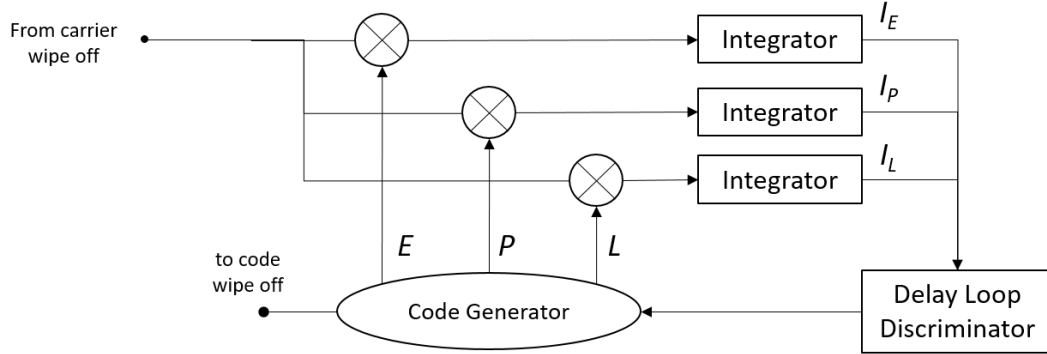 From carrier
wipe off
Integrator
I_E
Integrator
I_P
Integrator
I_L
E
P
L
to code
wipe off
Code Generator
Delay Loop
Discriminator